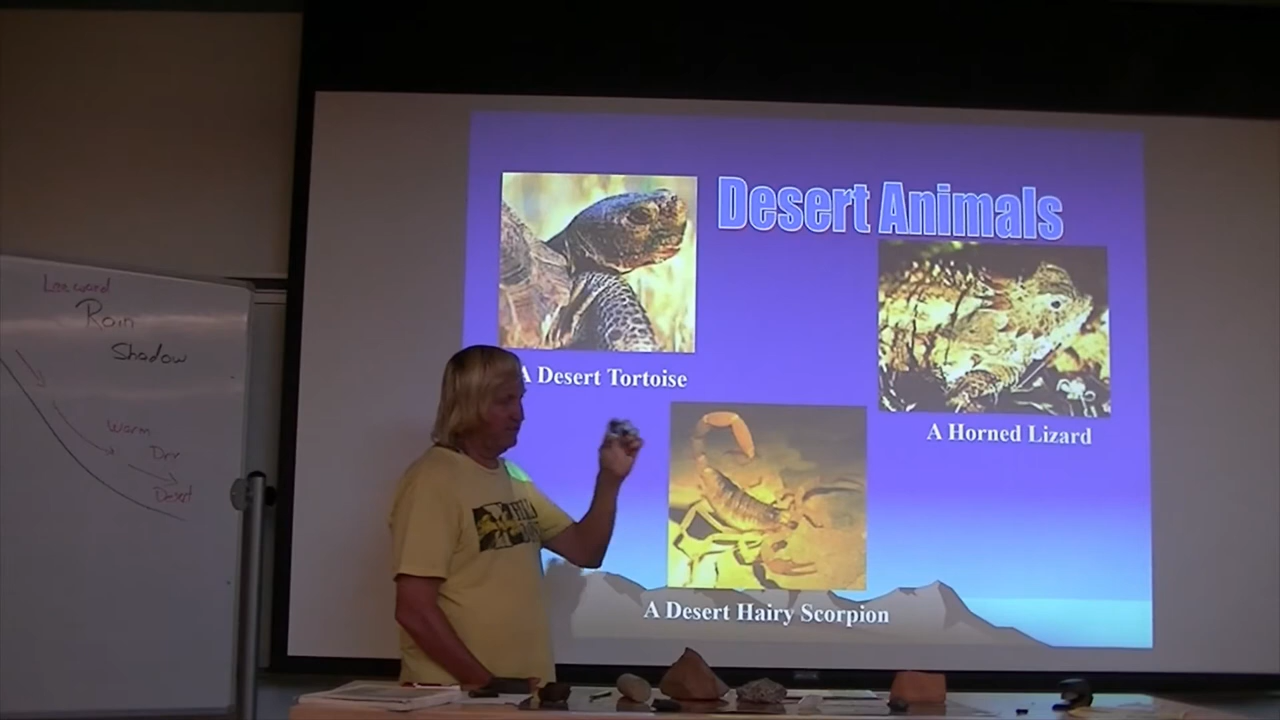 Leeward
Rain
Shadow
Warm
Dry
Desert
Desert Animals
A Desert Tortoise
A Horned Lizard
A Desert Hairy Scorpion